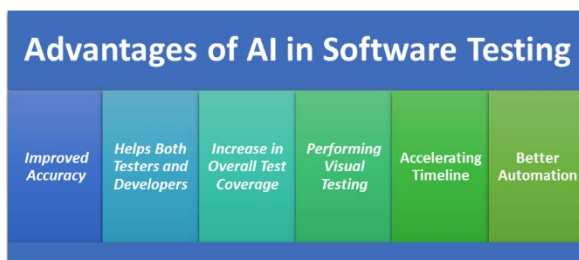 Advantages of AI in Software Testing
Improved
Accuracy
Helps Both
Testers and
Developers
Increase in
Overall Test
Coverage
Performing
Visual
Testing
Accelerating
Timeline
Better
Automation